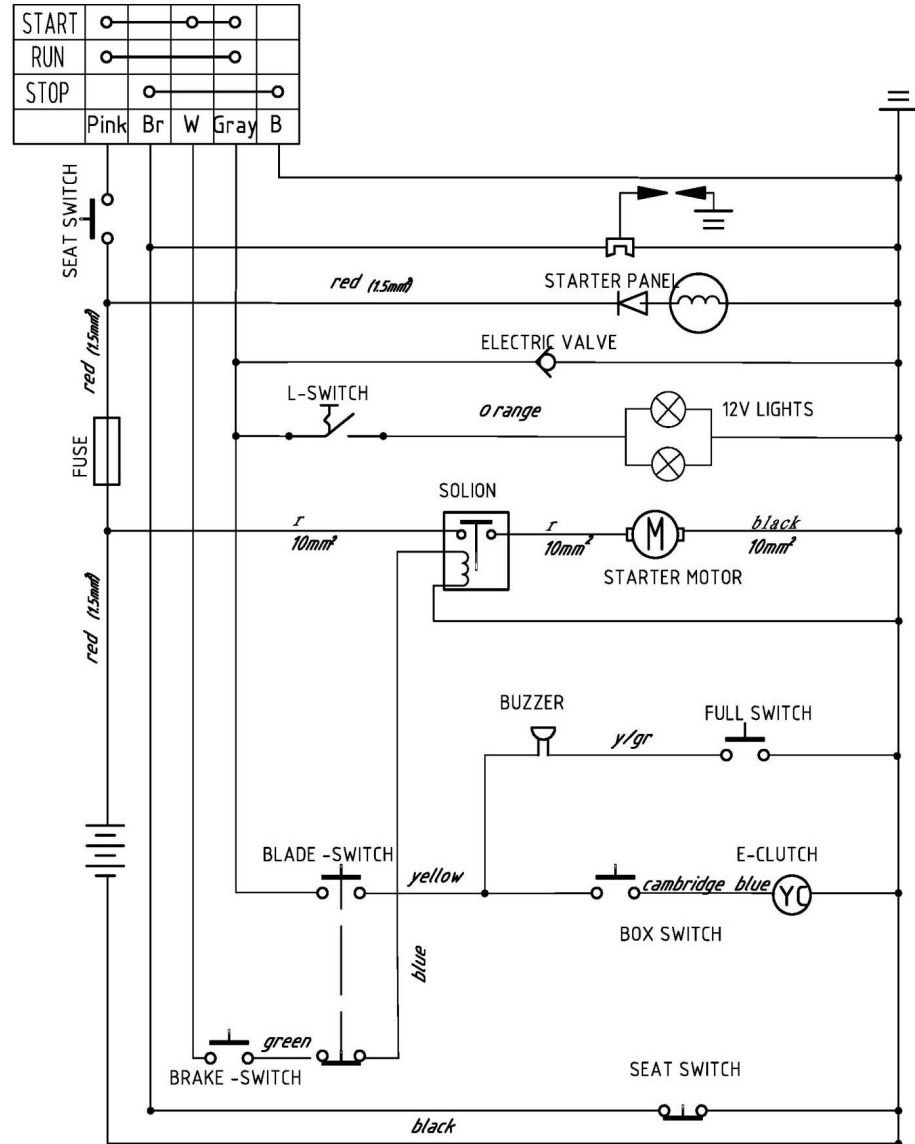 START
RUN
STOP
Pink Br W Gray B
SEAT SWITCH
red (1.5mm²)
STARTER PANEL
red (1.5mm²)
ELECTRIC VALVE
L-SWITCH
Orange
12V LIGHTS
FUSE
SOLION
r
10mm²
r
10mm²
M
black
10mm²
STARTER MOTOR
red (1.5mm²)
BUZZER
y/gr
FULL SWITCH
BLADE -SWITCH
yellow
E-CLUTCH
cambridge blue
YC
BOX SWITCH
blue
green
BRAKE -SWITCH
SEAT SWITCH
black